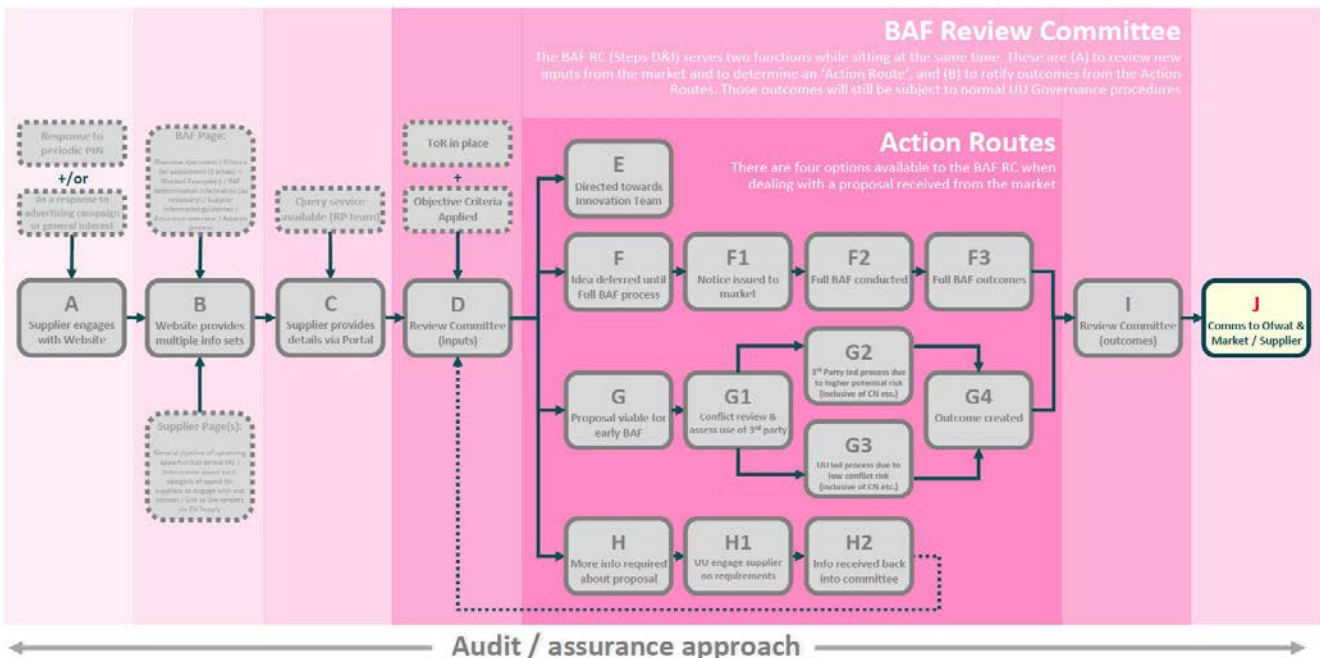 BAF Review Committee
The BAF RC (Steps D&I) serves two functions while sitting at the same time. These are (A) to review new
inputs from the market and to determine an 'Action Route', and (B) to ratify outcomes from the Action
Routes. Those outcomes will still be subject to normal UU Governance procedures
Action Routes
There are four options available to the BAF RC when
dealing with a proposal received from the market
Response to
periodic PIN
+/or
As a response to
advertising campaign
or general interest
A
Supplier engages
with Website
BAF Page:
B
Website provides
multiple info sets
Supplier Page(s):
General pipeline of upcoming
Query service
available (RP team)
C
Supplier provides
details via Portal
ToR in place
+
Objective Criteria
Applied
D
Review Committee
(inputs)
E
Directed towards
Innovation Team
F
Idea deferred until
Full BAF process
F1
Notice issued to
market
F2
Full BAF conducted
F3
Full BAF outcomes
G
Proposal viable for
early BAF
G1
Conflict review &
assess use of 3rd party
G2
3rd Party led process due
to higher potential risk
(inclusive of CN etc.)
G3
UU led process due to
low conflict risk
(inclusive of CN etc.)
G4
Outcome created
H
More info required
about proposal
H1
UU engage supplier
on requirements
H2
Info received back
into committee
I
Review Committee
(outcomes)
J
Comms to Ofwat &
Market / Supplier
Audit / assurance approach